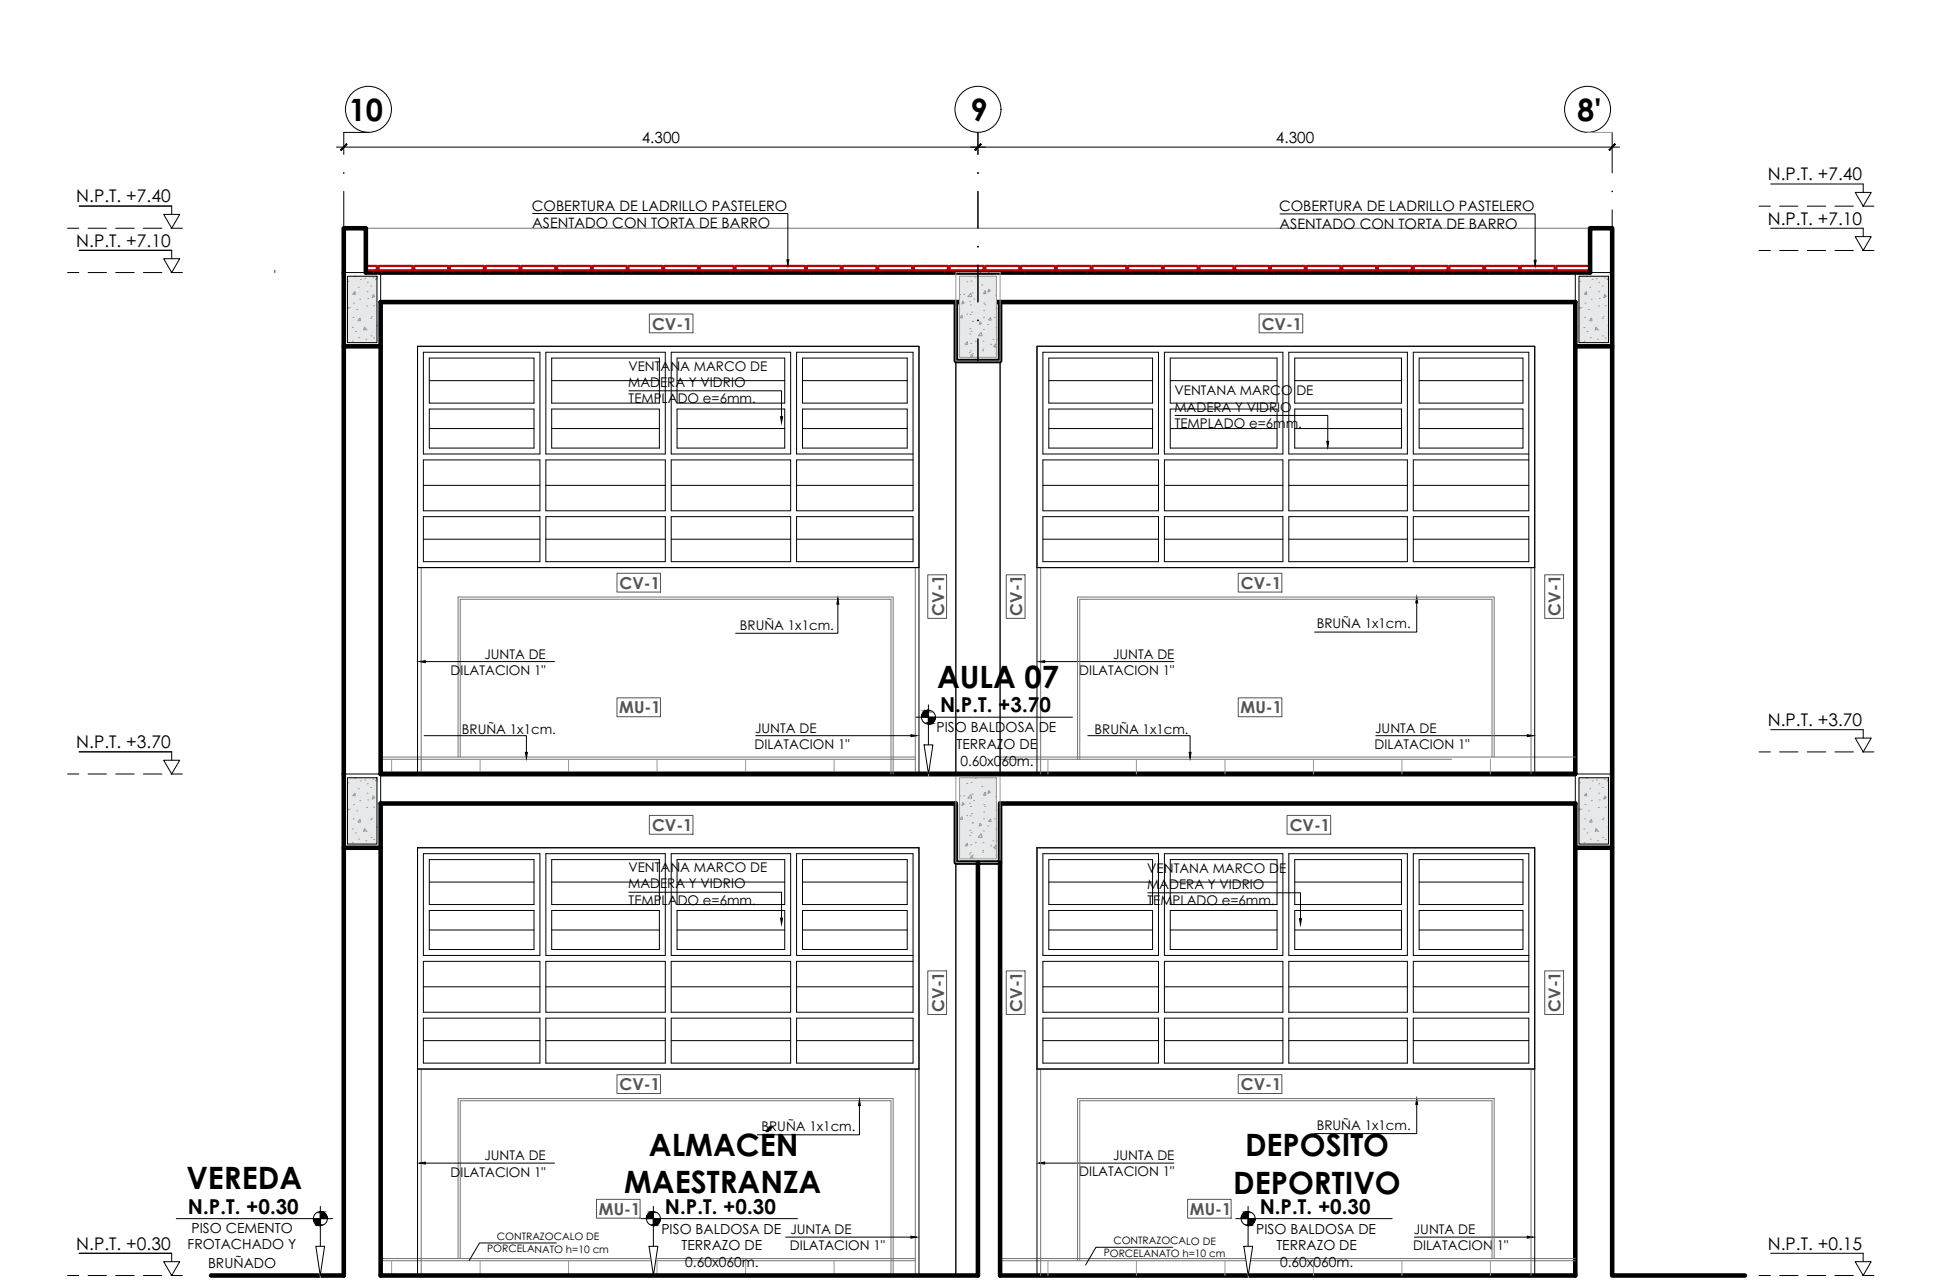 10
9
8'
4.300
4.300
N.P.T. +7.40
N.P.T. +7.10
N.P.T. +7.40
N.P.T. +7.10
COBERTURA DE LADRILLO PASTELERO
ASENTADO CON TORTA DE BARRO
COBERTURA DE LADRILLO PASTELERO
ASENTADO CON TORTA DE BARRO
CV-1
CV-1
VENTANA MARCO DE
MADERA Y VIDRIO
TEMPLADO e=6mm.
VENTANA MARCO DE
MADERA Y VIDRIO
TEMPLADO e=6mm.
CV-1
CV-1
CV-1
CV-1
CV-1
BRUÑA 1x1cm.
BRUÑA 1x1cm.
JUNTA DE
DILATACION 1"
JUNTA DE
DILATACION 1"
AULA 07
N.P.T. +3.70
PISO BALDOSA DE
TERRAZO DE
0.60x060m.
MU-1
MU-1
BRUÑA 1x1cm.
JUNTA DE
DILATACION 1"
BRUÑA 1x1cm.
JUNTA DE
DILATACION 1"
N.P.T. +3.70
N.P.T. +3.70
CV-1
CV-1
VENTANA MARCO DE
MADERA Y VIDRIO
TEMPLADO e=6mm.
VENTANA MARCO DE
MADERA Y VIDRIO
TEMPLADO e=6mm.
CV-1
CV-1
CV-1
CV-1
CV-1
BRUÑA 1x1cm.
BRUÑA 1x1cm.
JUNTA DE
DILATACION 1"
JUNTA DE
DILATACION 1"
ALMACÉN
MAESTRANZA
N.P.T. +0.30
PISO BALDOSA DE
TERRAZO DE
0.60x060m.
DEPOSITO
DEPORTIVO
N.P.T. +0.30
PISO BALDOSA DE
TERRAZO DE
0.60x060m.
MU-1
MU-1
VEREDA
N.P.T. +0.30
PISO CEMENTO
FROTACHADO Y
BRUÑADO
CONTRAZOCALO DE
PORCELANATO h=10 cm
JUNTA DE
DILATACION 1"
CONTRAZOCALO DE
PORCELANATO h=10 cm
JUNTA DE
DILATACION 1"
N.P.T. +0.30
N.P.T. +0.15